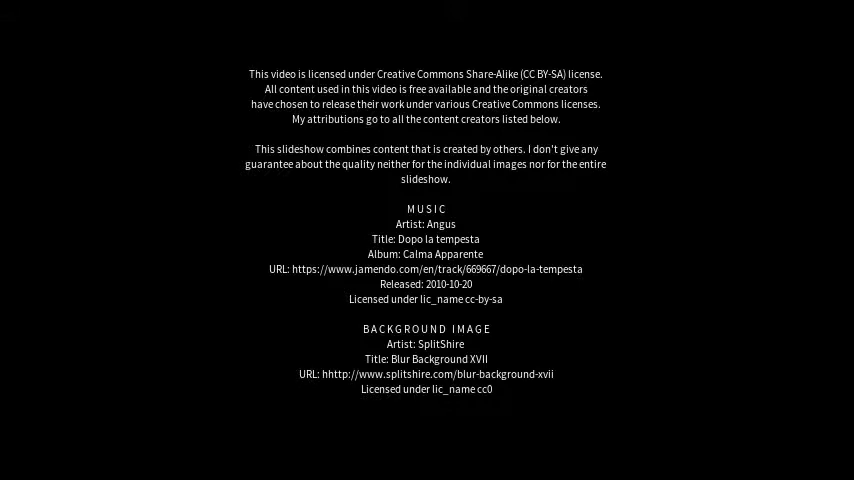 This video is licensed under Creative Commons Share-Alike (CC BY-SA) license.
All content used in this video is free available and the original creators
have chosen to release their work under various Creative Commons licenses.
My attributions go to all the content creators listed below.
This slideshow combines content that is created by others. I don't give any
guarantee about the quality neither for the individual images nor for the entire
slideshow.
MUSIC
Artist: Angus
Title: Dopo la tempesta
Album: Calma Apparente
URL: https://www.jamendo.com/en/track/669667/dopo-la-tempesta
Released: 2010-10-20
Licensed under lic_name cc-by-sa
BACKGROUND IMAGE
Artist: SplitShire
Title: Blur Background XVII
URL: hhttp://www.splitshire.com/blur-background-xvii
Licensed under lic_name cc0